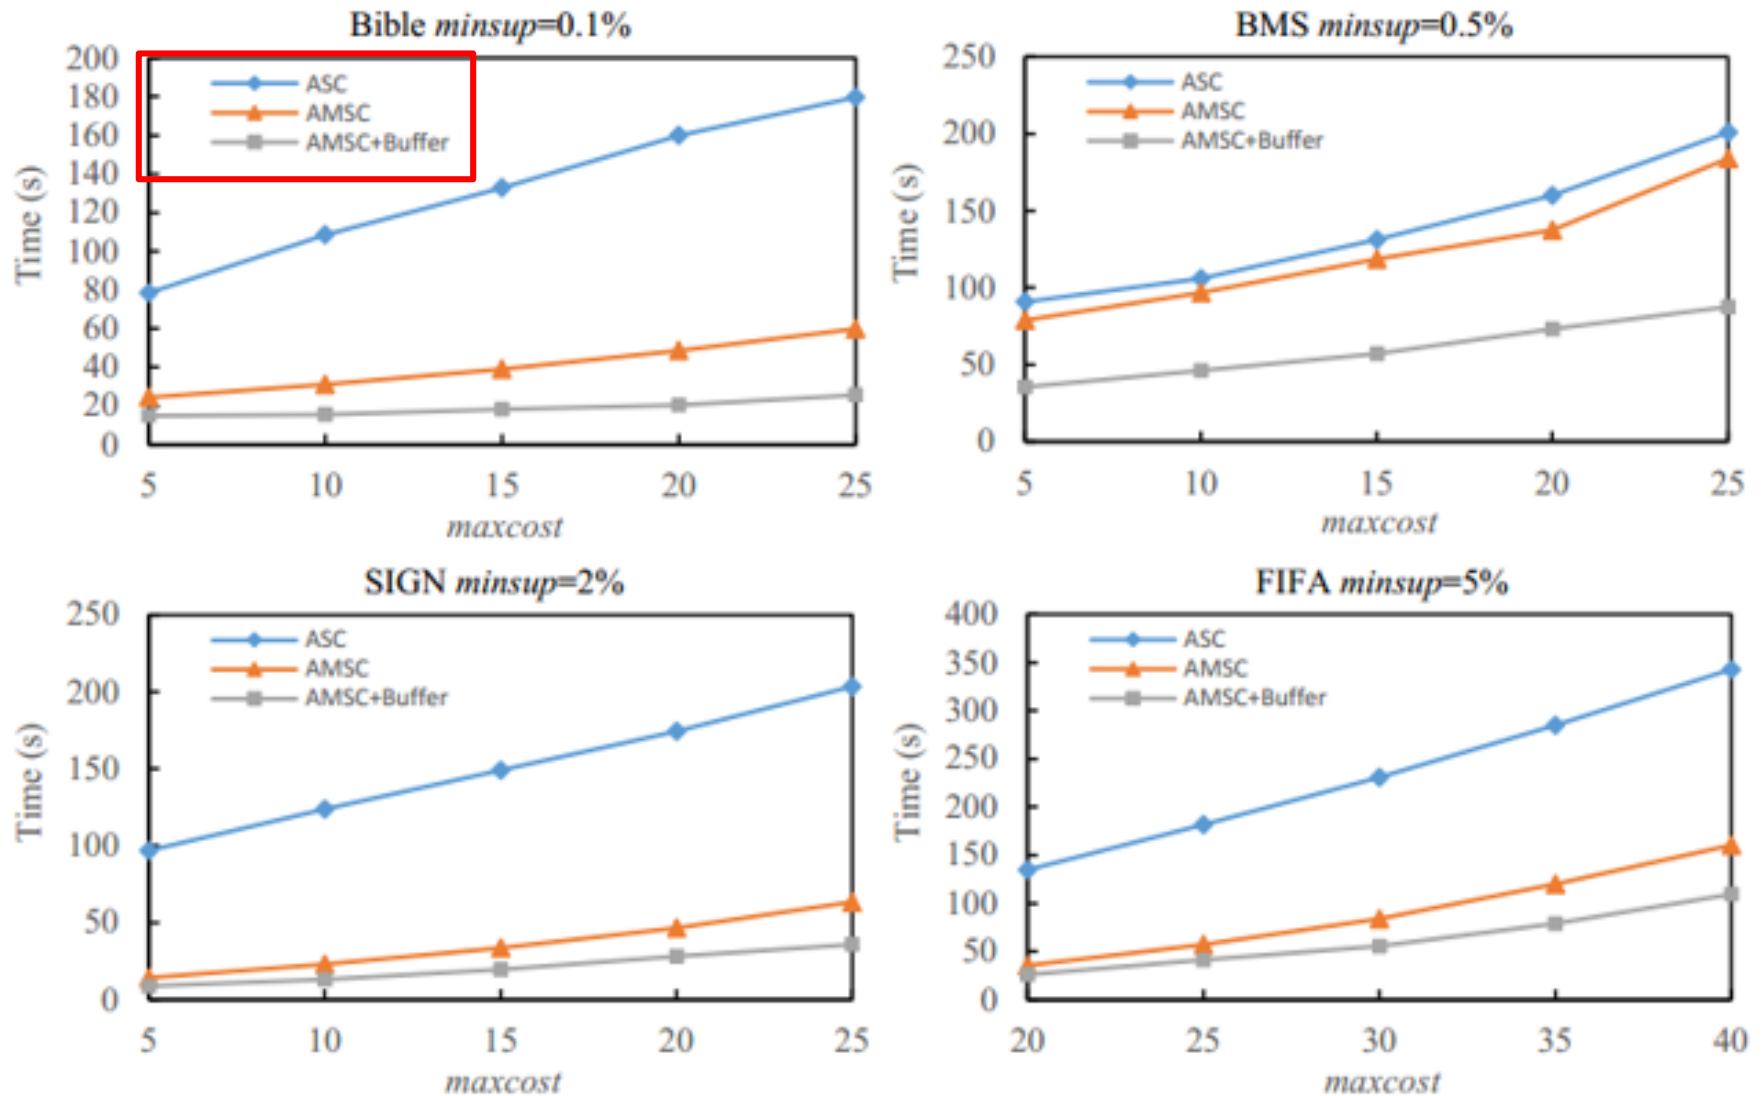 Bible minsup=0.1%
200
180
160
140
120
100
80
60
40
20
0
Time (s)
ASC
AMSC
AMSC+Buffer
5 10 15 20 25
maxcost
BMS minsup=0.5%
250
200
150
100
50
0
Time (s)
ASC
AMSC
AMSC+Buffer
5 10 15 20 25
maxcost
SIGN minsup=2%
250
200
150
100
50
0
Time (s)
ASC
AMSC
AMSC+Buffer
5 10 15 20 25
maxcost
FIFA minsup=5%
400
350
300
250
200
150
100
50
0
Time (s)
ASC
AMSC
AMSC+Buffer
20 25 30 35 40
maxcost